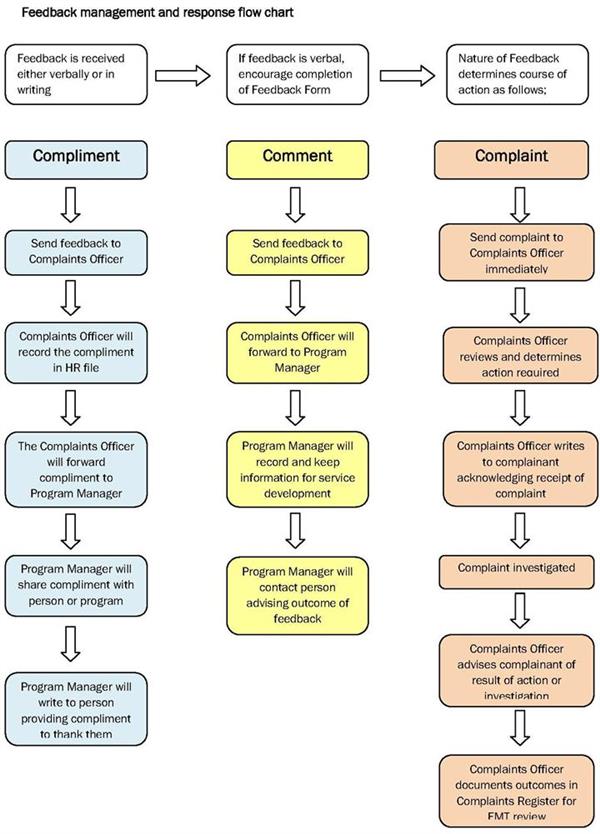 Feedback management and response flow chart
Feedback is received
either verbally or in
writing
If feedback is verbal,
encourage completion
of Feedback Form
Nature of Feedback
determines course of
action as follows;
Compliment
Send feedback to
Complaints Officer
Complaints Officer will
record the compliment
in HR file
The Complaints Officer
will forward
compliment to
Program Manager
Program Manager will
share compliment with
person or program
Program Manager will
write to person
providing compliment
to thank them
Comment
Send feedback to
Complaints Officer
Complaints Officer will
forward to Program
Manager
Program Manager will
record and keep
information for service
development
Program Manager will
contact person
advising outcome of
feedback
Complaint
Send complaint to
Complaints Officer
immediately
Complaints Officer
reviews and determines
action required
Complaints Officer writes
to complainant
acknowledging receipt of
complaint
Complaint investigated
Complaints Officer
advises complainant of
result of action or
investigation
Complaints Officer
documents outcomes in
Complaints Register for
EMT review